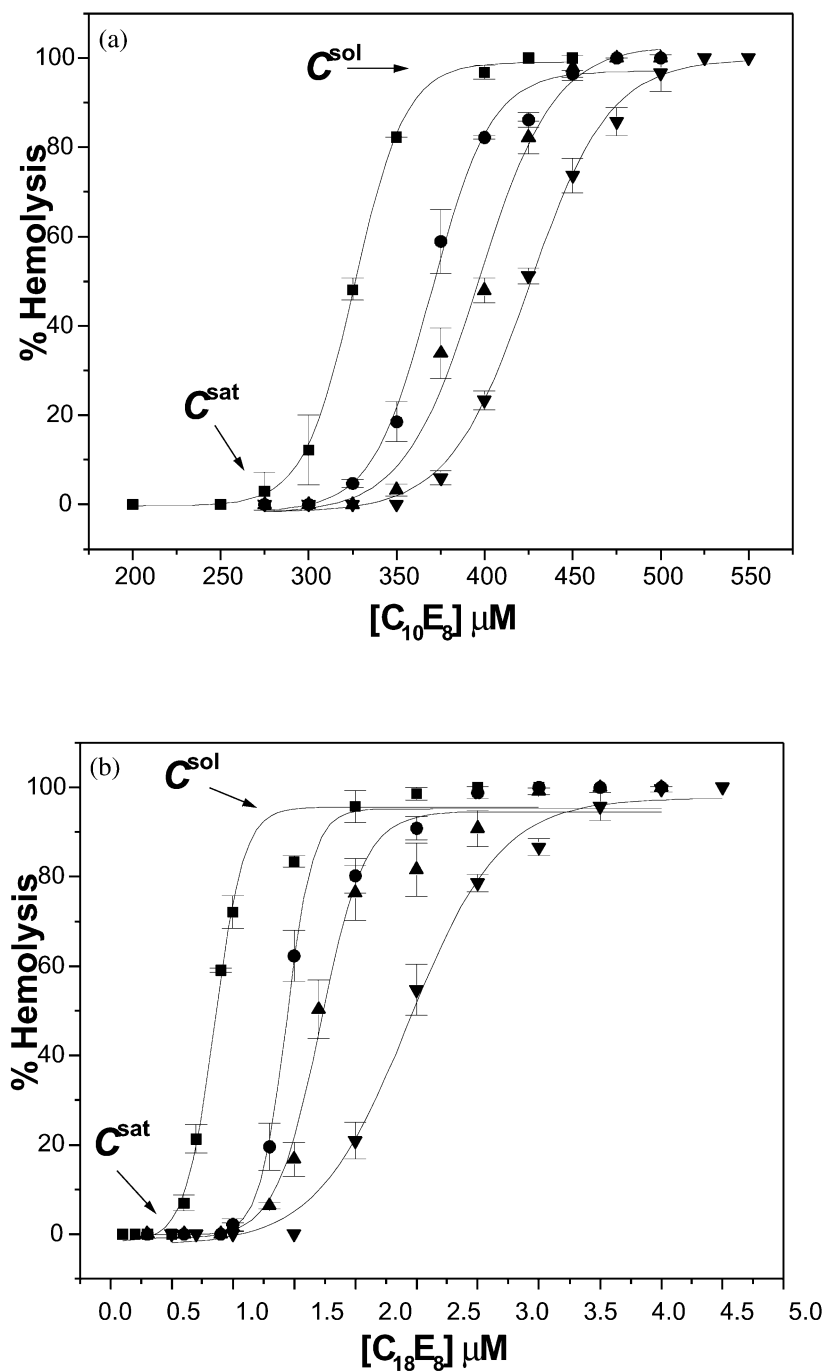 (a)
C^sol
100
80
60
40
20
0
% Hemolysis
C^sat
200 250 300 350 400 450 500 550
[C₁₀E₈] μM
(b)
C^sol
100
80
60
40
20
0
% Hemolysis
C^sat
0.0 0.5 1.0 1.5 2.0 2.5 3.0 3.5 4.0 4.5 5.0
[C₁₈E₈] μM